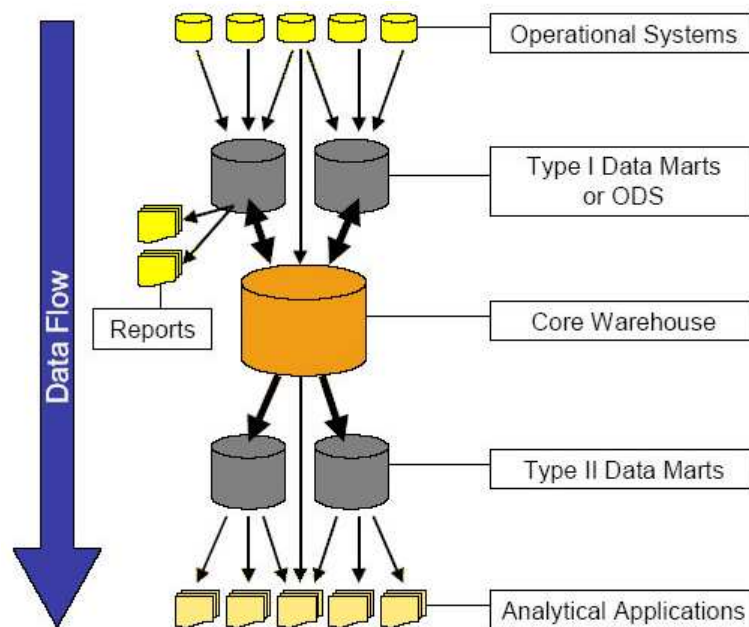 Operational Systems
Type I Data Marts
or ODS
Reports
Core Warehouse
Data Flow
Type II Data Marts
Analytical Applications